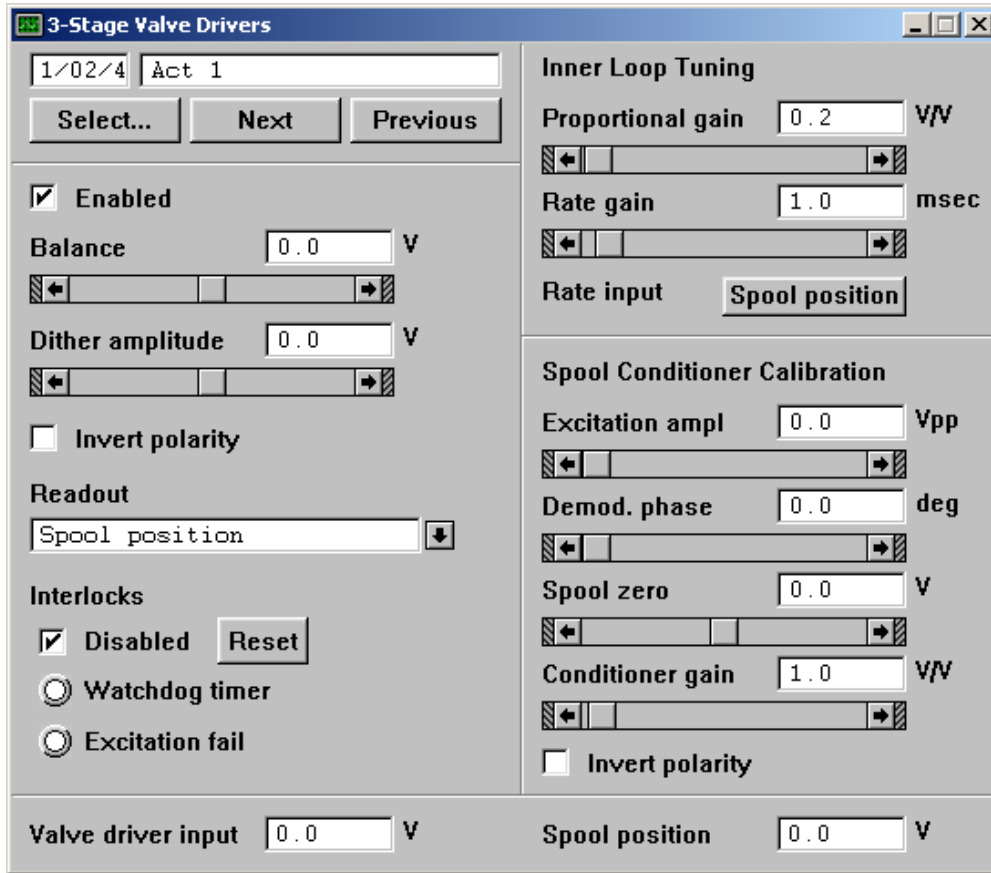 3-Stage Valve Drivers
1/02/4 Act 1
Select... Next Previous
Enabled
Balance 0.0 V
Dither amplitude 0.0 V
Invert polarity
Readout
Spool position
Interlocks
Disabled Reset
Watchdog timer
Excitation fail
Inner Loop Tuning
Proportional gain 0.2 V/V
Rate gain 1.0 msec
Rate input Spool position
Spool Conditioner Calibration
Excitation ampl 0.0 Vpp
Demod. phase 0.0 deg
Spool zero 0.0 V
Conditioner gain 1.0 V/V
Invert polarity
Valve driver input 0.0 V
Spool position 0.0 V